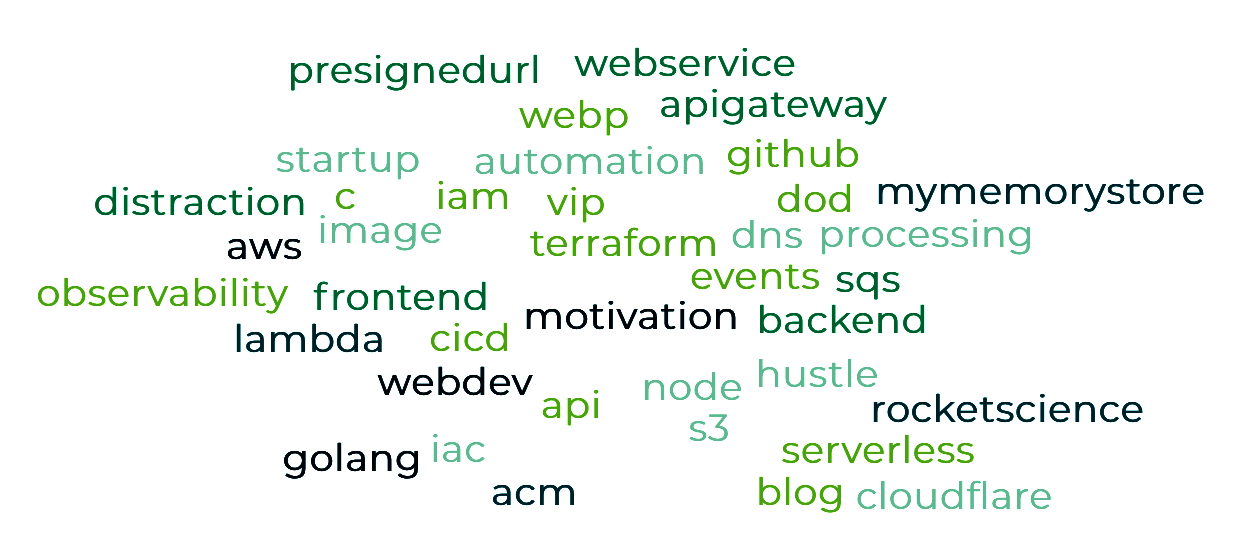 presignedurl webservice
webp apigateway
startup automation github
distraction c iam vip dod mymemorystore
aws image terraform dns processing
observability frontend events sqs
lambda cicd motivation backend
webdev api node hustle
s3 rocketscience
golang iac serverless
acm blog cloudflare